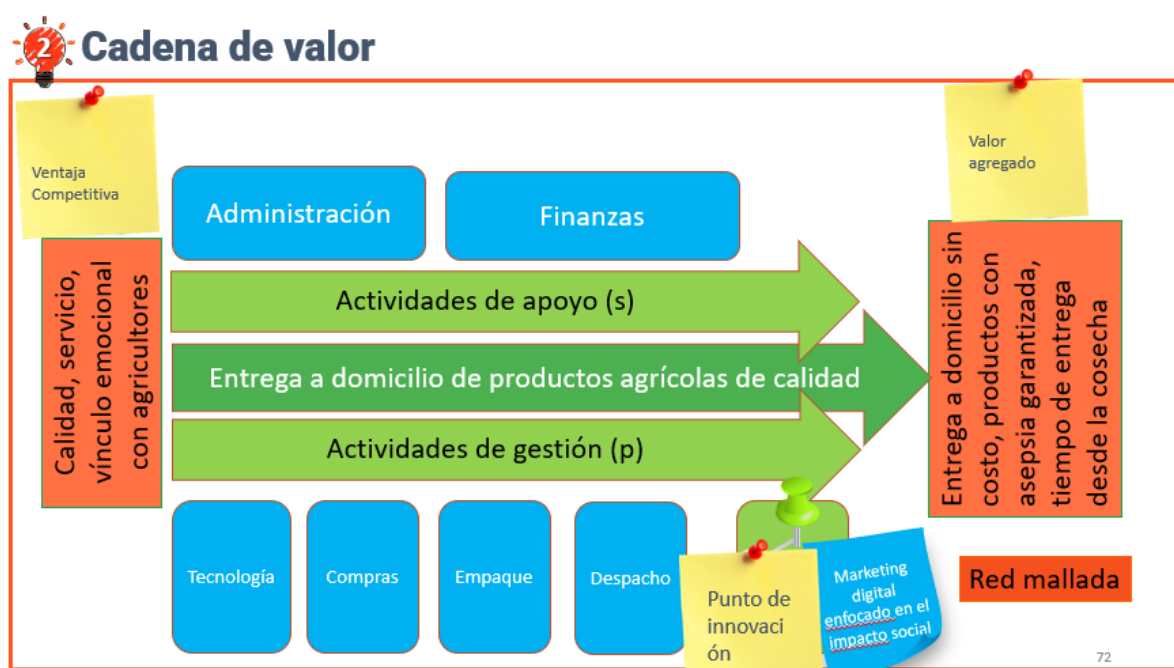 2
Cadena de valor
Ventaja
Competitiva
Calidad, servicio,
vínculo emocional
con agricultores
Administración
Finanzas
Actividades de apoyo (s)
Entrega a domicilio de productos agrícolas de calidad
Actividades de gestión (p)
Tecnología
Compras
Empaque
Despacho
Punto de
innovaci
ón
Marketing
digital
enfocado en el
impacto social
Valor
agregado
Entrega a domicilio sin
costo, productos con
asepsia garantizada,
tiempo de entrega
desde la cosecha
Red mallada
72